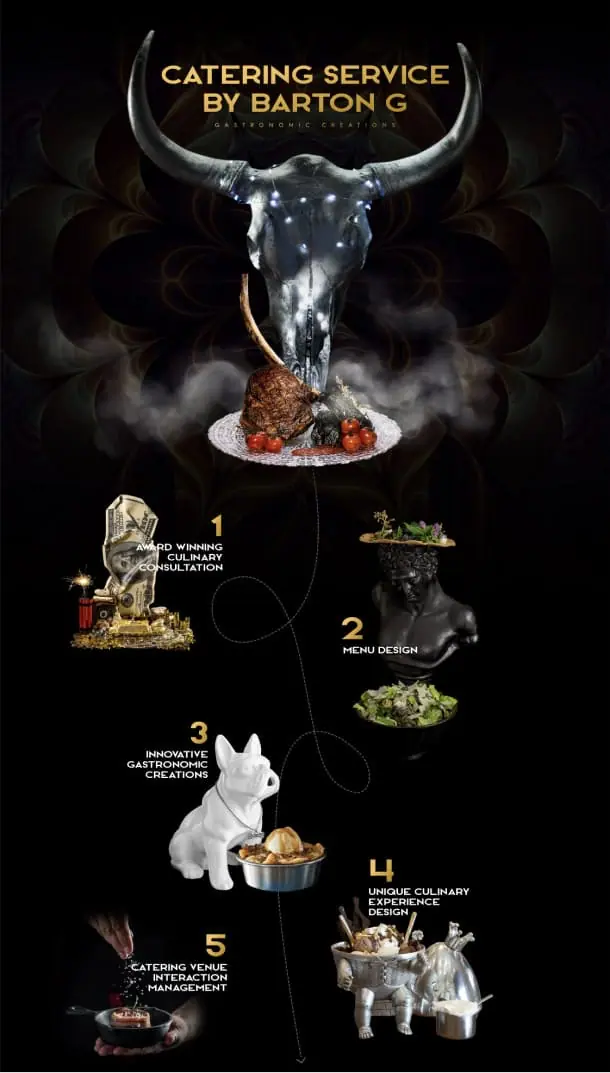 CATERING SERVICE
BY BARTON G
GASTRONOMIC CREATIONS
1
AWARD WINNING
CULINARY
CONSULTATION
2
MENU DESIGN
3
INNOVATIVE
GASTRONOMIC
CREATIONS
4
UNIQUE CULINARY
EXPERIENCE
DESIGN
5
CATERING VENUE
INTERACTION
MANAGEMENT